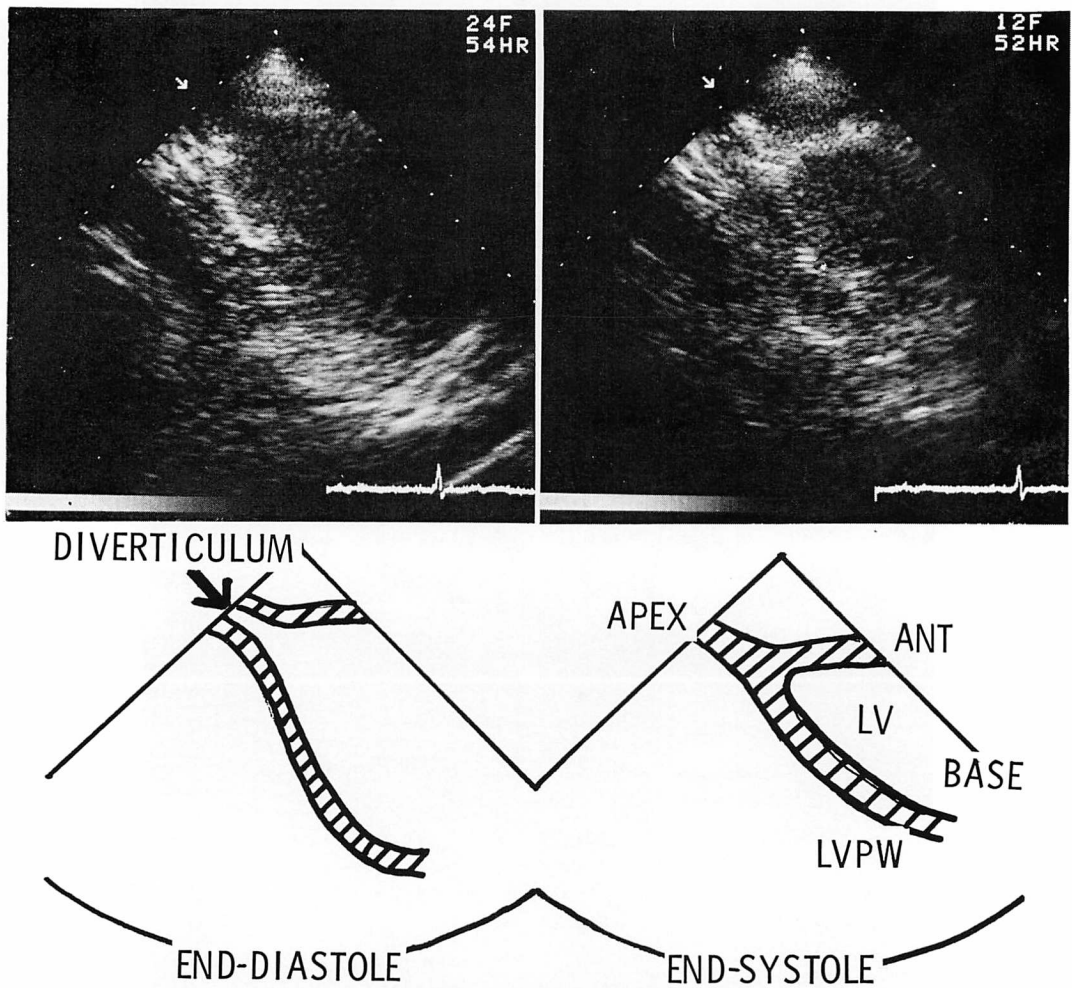 24F
54HR
12F
52HR
DIVERTICULUM
APEX
ANT
LV
BASE
LVPW
END-DIASTOLE
END-SYSTOLE